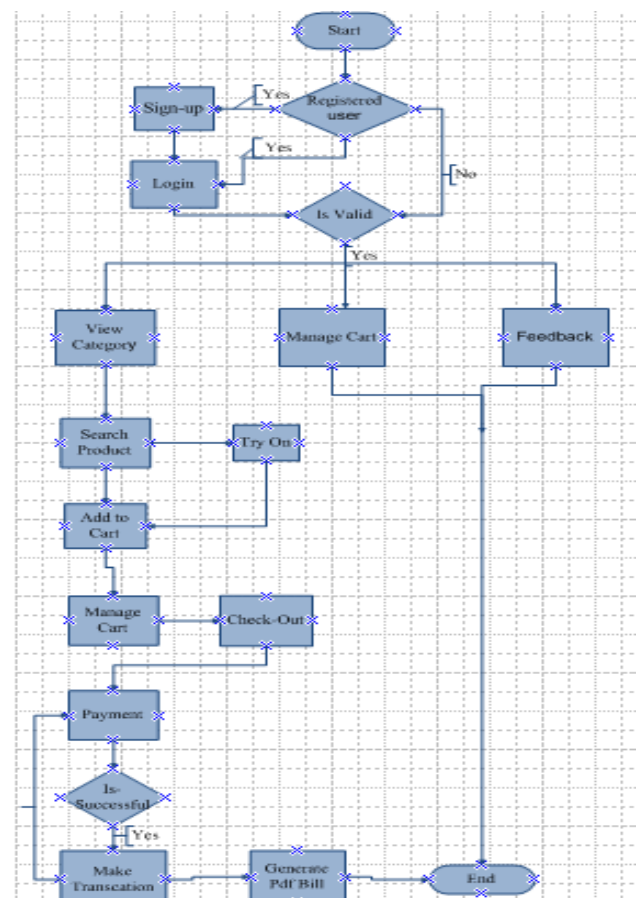 Start
Registered
user
Yes
Sign-up
Yes
Login
No
Is Valid
Yes
View
Category
Manage Cart
Feedback
Search
Product
Try On
Add to
Cart
Manage
Cart
Check-Out
Payment
Is-
Successful
Yes
Make
Transcation
Generate
Pdf Bill
End